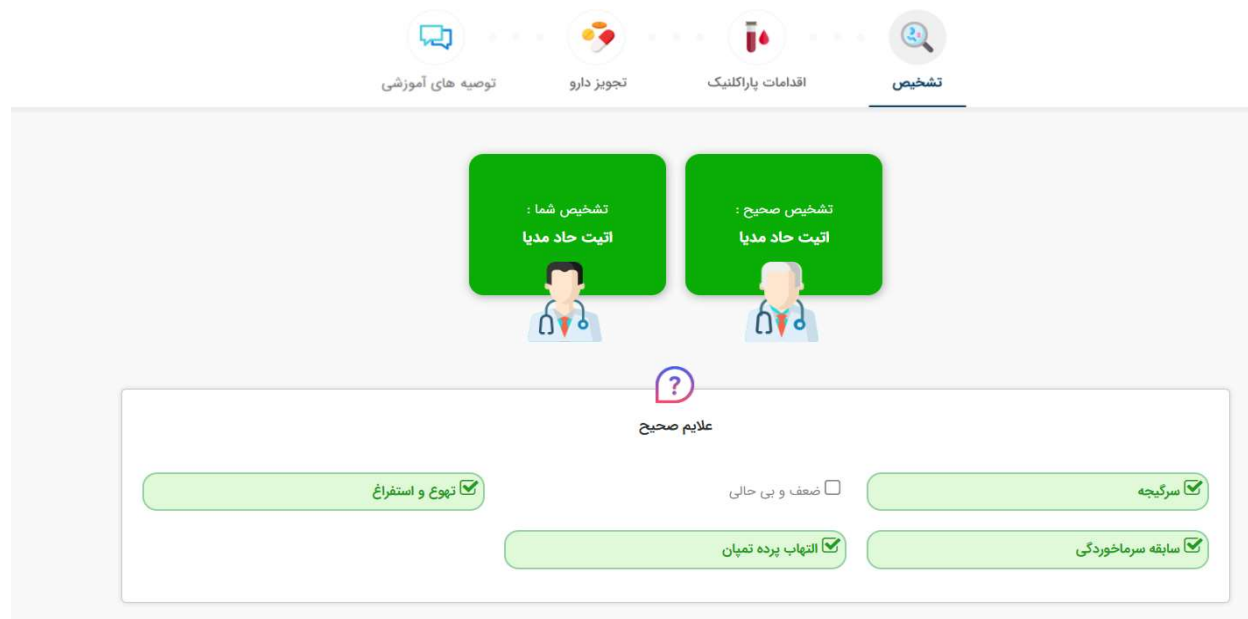 تشخیص
اقدامات پاراکلنیک
تجویز دارو
توصیه های آموزشی
تشخیص صحیح :
اتیت حاد مدیا
تشخیص شما :
اتیت حاد مدیا
?
علایم صحیح
سرگیجه
ضعف و بی حالی
تهوع و استفراغ
سابقه سرماخوردگی
التهاب پرده تمپان